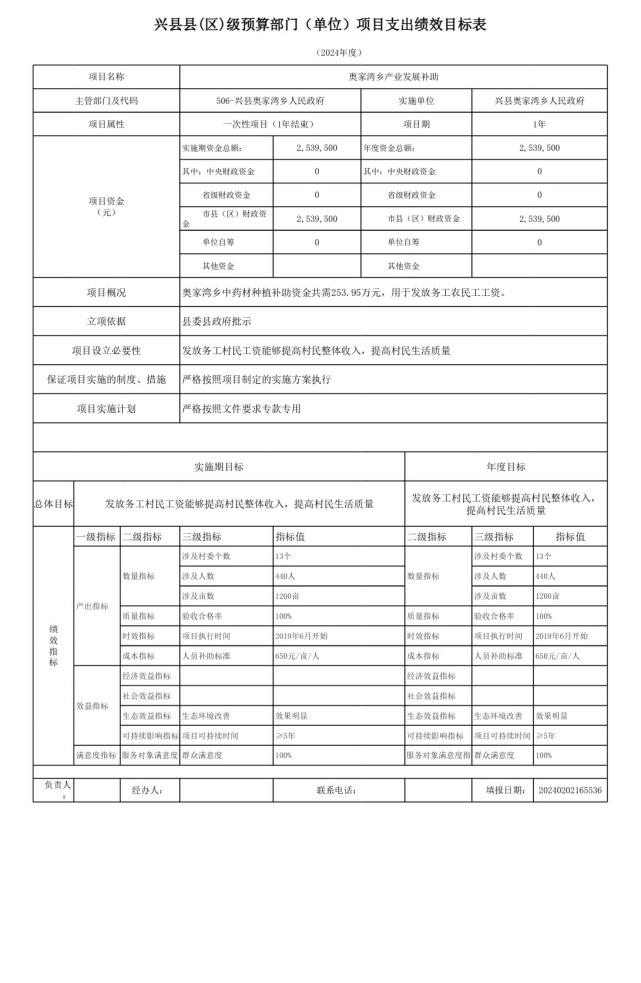 兴县县(区)级预算部门（单位）项目支出绩效目标表
（2024年度）
项目名称 奥家湾乡产业发展补助
主管部门及代码 506-兴县奥家湾乡人民政府 实施单位 兴县奥家湾乡人民政府
项目属性 一次性项目（1年结束） 项目期 1年
项目资金
（元）
实施期资金总额： 2,539,500 年度资金总额： 2,539,500
其中：中央财政资金 0 其中：中央财政资金 0
省级财政资金 0 省级财政资金 0
市县（区）财政资
金 2,539,500 市县（区）财政资金 2,539,500
单位自筹 0 单位自筹 0
其他资金 其他资金
项目概况 奥家湾乡中药材种植补助资金共需253.95万元，用于发放务工农民工工资。
立项依据 县委县政府批示
项目设立必要性 发放务工村民工资能够提高村民整体收入，提高村民生活质量
保证项目实施的制度、措施 严格按照项目制定的实施方案执行
项目实施计划 严格按照文件要求专款专用
实施期目标 年度目标
总体目标 发放务工村民工资能够提高村民整体收入，提高村民生活质量 发放务工村民工资能够提高村民整体收入，
提高村民生活质量
绩效指标
一级指标 二级指标 三级指标 指标值 二级指标 三级指标 指标值
产出指标 数量指标 涉及村委个数 13个 数量指标 涉及村委个数 13个
涉及人数 440人 涉及人数 440人
涉及亩数 1200亩 涉及亩数 1200亩
质量指标 验收合格率 100% 质量指标 验收合格率 100%
时效指标 项目执行时间 2019年6月开始 时效指标 项目执行时间 2019年6月开始
成本指标 人员补助标准 650元/亩/人 成本指标 人员补助标准 650元/亩/人
效益指标 经济效益指标 经济效益指标
社会效益指标 社会效益指标
生态效益指标 生态环境改善 效果明显 生态效益指标 生态环境改善 效果明显
可持续影响指标 项目可持续时间 ≥5年 可持续影响指标 项目可持续时间 ≥5年
满意度指标 服务对象满意度 群众满意度 100% 服务对象满意度指 群众满意度 100%
负责人
： 经办人： 联系电话： 填报日期： 20240202165536